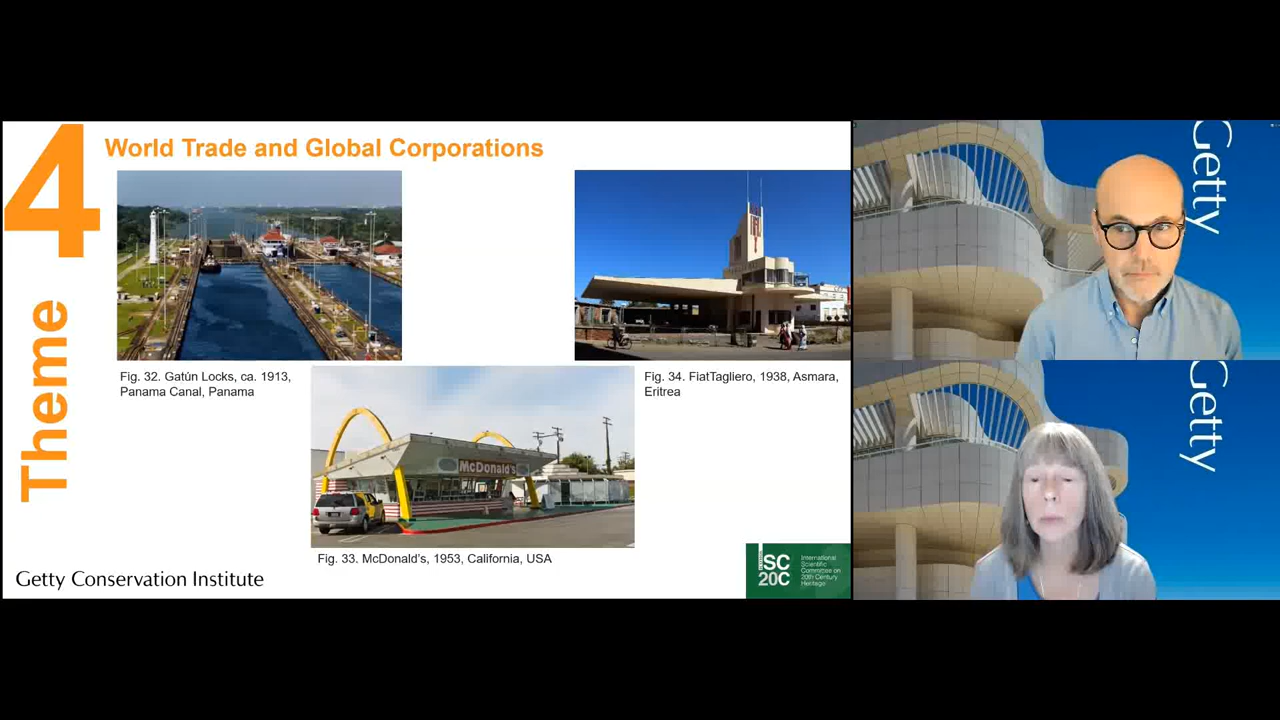 4
Theme
World Trade and Global Corporations
Fig. 32. Gatún Locks, ca. 1913,
Panama Canal, Panama
McDonald's
Fig. 33. McDonald's, 1953, California, USA
Fig. 34. FiatTagliero, 1938, Asmara,
Eritrea
Getty Conservation Institute
ISC
20C
International
Scientific
Committee on
20th Century
Heritage
Getty
Getty